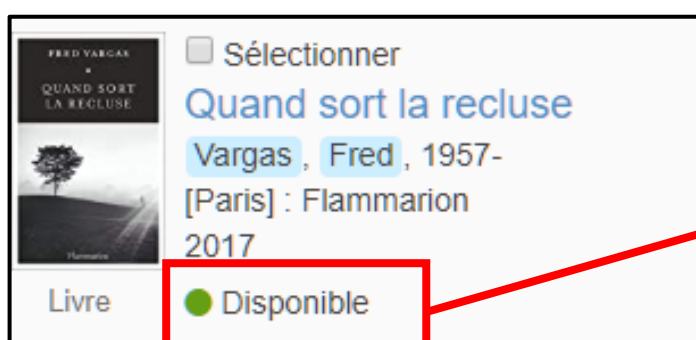 FRED VARGAS
QUAND SORT
LA RECLUSE
Flammarion
Sélectionner
Quand sort la recluse
Vargas, Fred, 1957-
[Paris] : Flammarion
2017
Livre
Disponible